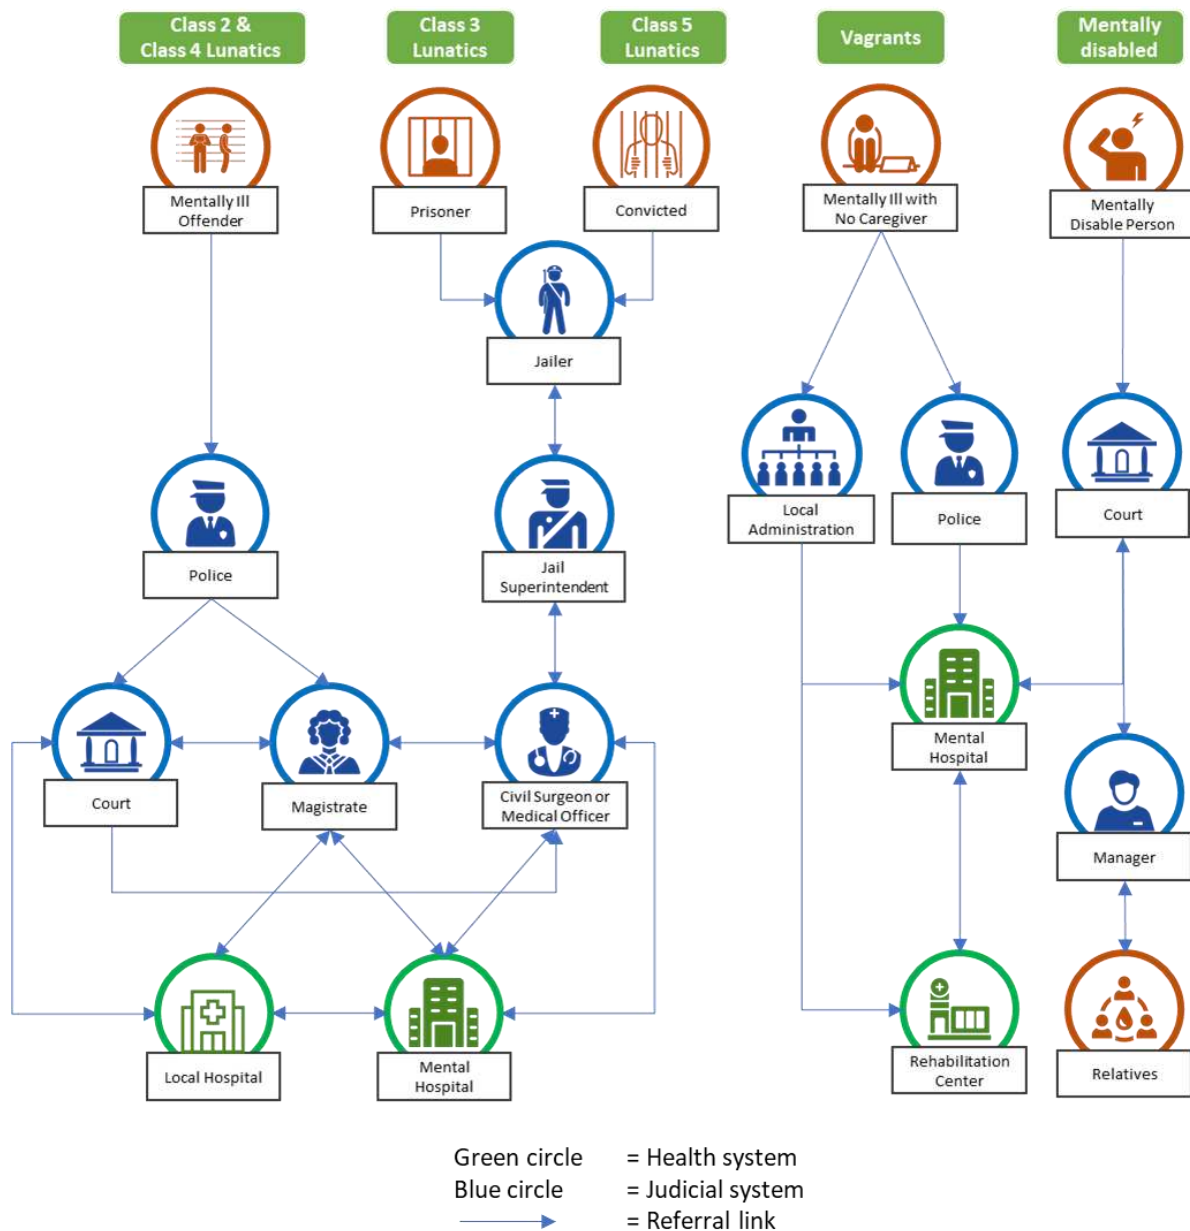 Class 2 &
Class 4 Lunatics
Class 3
Lunatics
Class 5
Lunatics
Vagrants
Mentally
disabled
Mentally Ill
Offender
Prisoner
Convicted
Mentally Ill with
No Caregiver
Mentally
Disable Person
Jailer
Local
Administration
Police
Court
Police
Jail
Superintendent
Mental
Hospital
Court
Magistrate
Civil Surgeon or
Medical Officer
Manager
Local Hospital
Mental
Hospital
Rehabilitation
Center
Relatives
Green circle = Health system
Blue circle = Judicial system
= Referral link